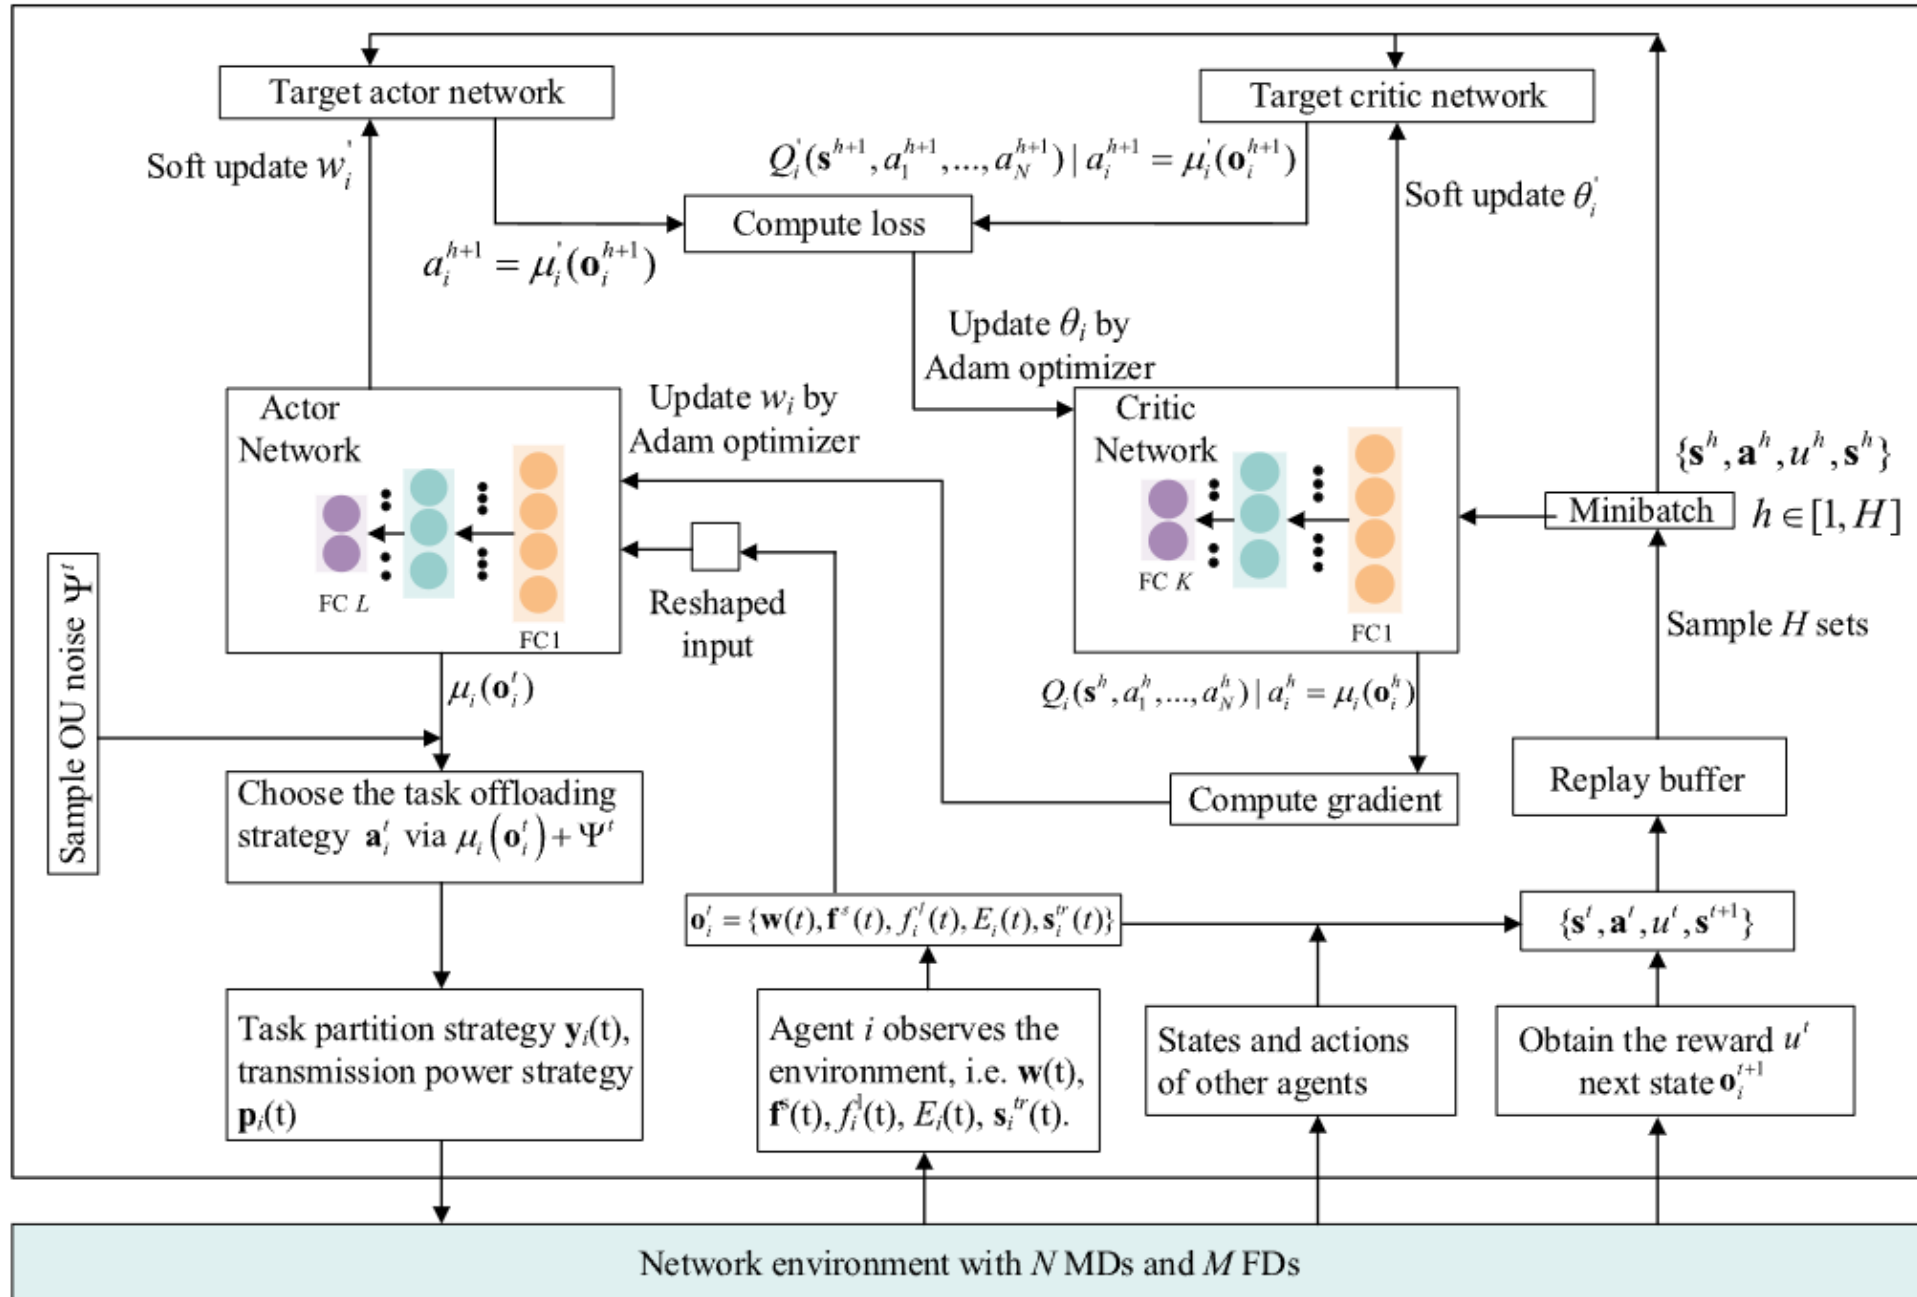 Target actor network
Target critic network
Soft update w_i^'
Q_i^'(s^{h+1}, a_1^{h+1}, ..., a_N^{h+1}) | a_i^{h+1} = μ_i^'(o_i^{h+1})
Soft update θ_i^'
Compute loss
a_i^{h+1} = μ_i^'(o_i^{h+1})
Update θ_i by
Adam optimizer
Actor
Network
FC L
FC1
Update w_i by
Adam optimizer
Critic
Network
FC K
FC1
{s^h, a^h, u^h, s^h}
Minibatch
h ∈ [1, H]
Reshaped
input
Sample H sets
Sample OU noise Ψ^t
μ_i(o_i^t)
Q_i(s^h, a_1^h, ..., a_N^h) | a_i^h = μ_i(o_i^h)
Choose the task offloading
strategy a_i^t via μ_i(o_i^t) + Ψ^t
Compute gradient
Replay buffer
o_i^t = {w(t), f^s(t), f_i^l(t), E_i(t), s_i^{tr}(t)}
{s^t, a^t, u^t, s^{t+1}}
Task partition strategy y_i(t),
transmission power strategy
p_i(t)
Agent i observes the
environment, i.e. w(t),
f^s(t), f_i^l(t), E_i(t), s_i^{tr}(t).
States and actions
of other agents
Obtain the reward u^t
next state o_i^{t+1}
Network environment with N MDs and M FDs